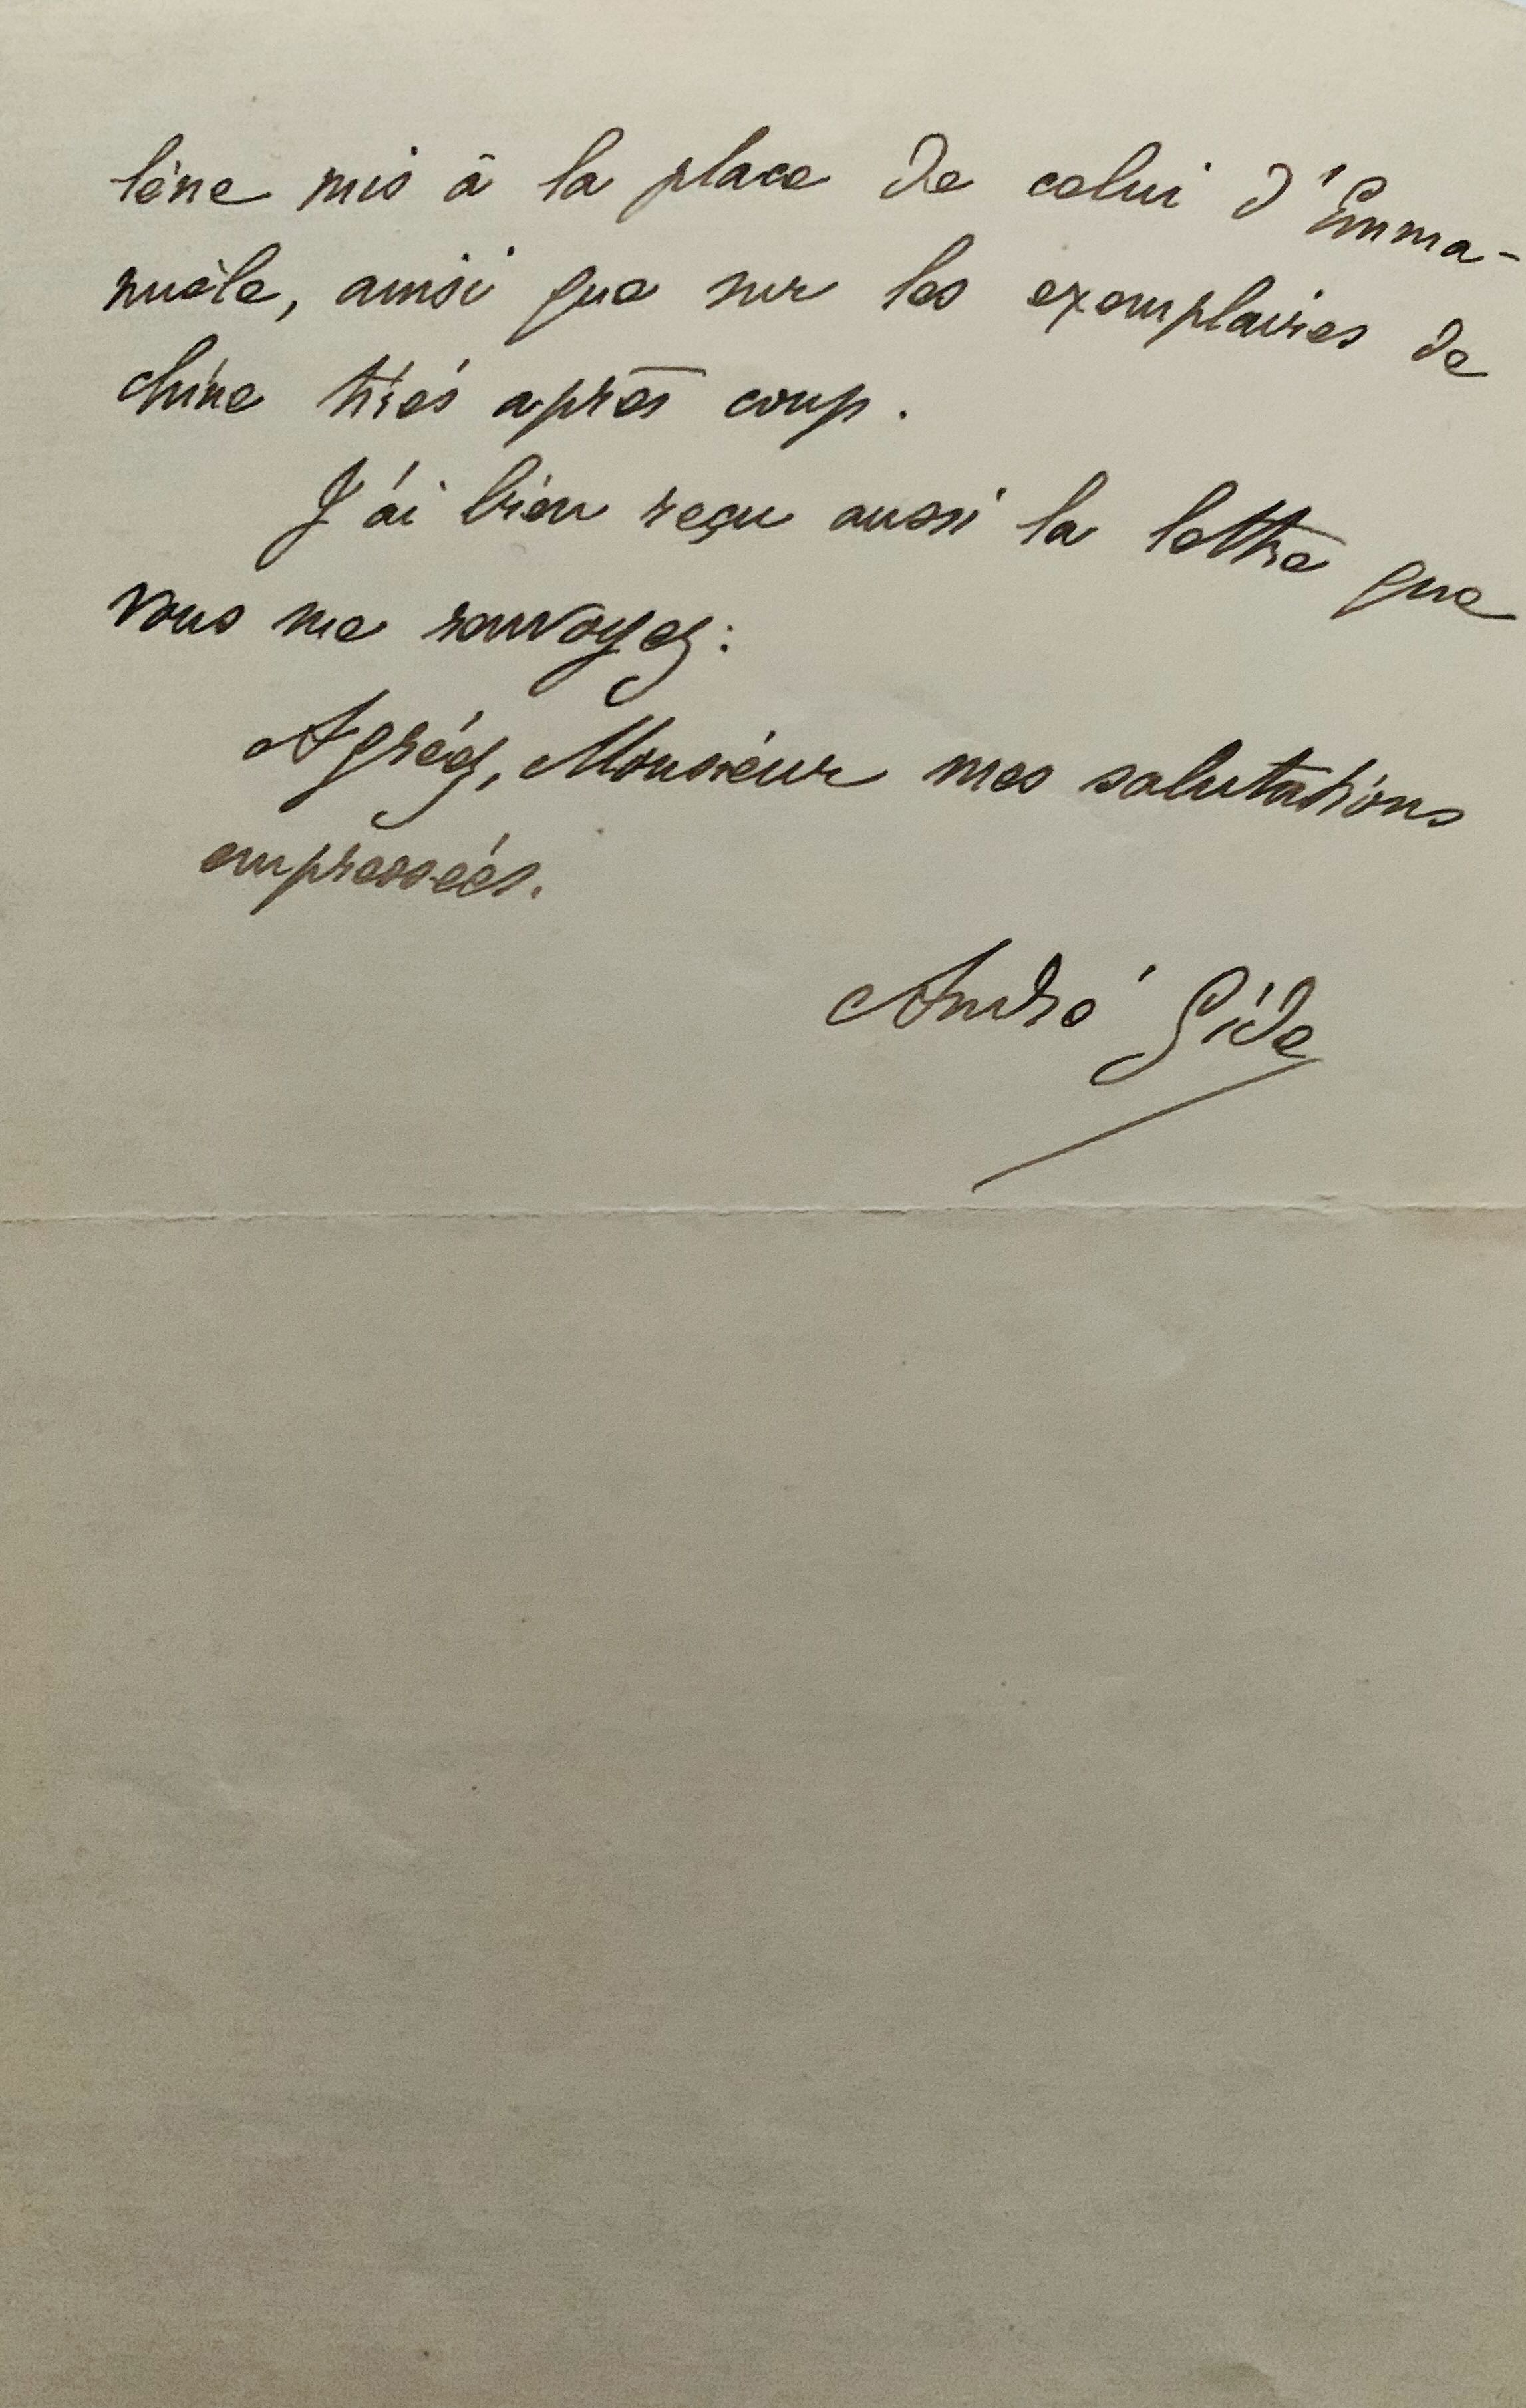 lène mis à la place de celui d'Emma-
nuèle, ainsi que sur les exemplaires de
chine tirés après coup.
J'ai bien reçu aussi la lettre que
vous me renvoyez :
Agréez, Monsieur mes salutations
empressées.
André Gide